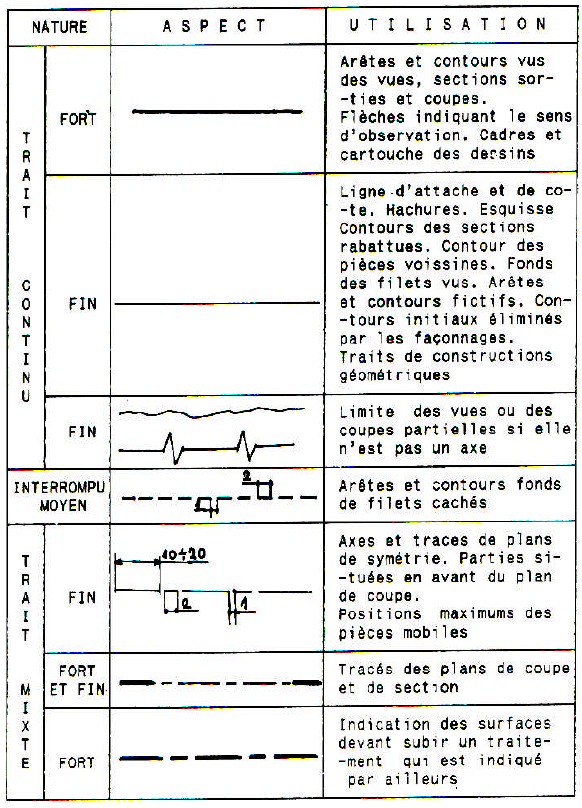 NATURE
ASPECT
UTILISATION
TRAIT CONTINU
FORT
Arêtes et contours vus
des vues, sections sor-
-ties et coupes.
Flèches indiquant le sens
d'observation. Cadres et
cartouche des dessins
FIN
Ligne d'attache et de co-
-te. Hachures. Esquisse
Contours des sections
rabattues. Contour des
pièces voissines. Fonds
des filets vus. Arêtes
et contours fictifs. Con-
-tours initiaux éliminés
par les façonnages.
Traits de constructions
géométriques
FIN
Limite des vues ou des
coupes partielles si elle
n'est pas un axe
INTERROMPU
MOYEN
1
2
Arêtes et contours fonds
de filets cachés
TRAIT MIXTE
FIN
10÷20
2
1
Axes et traces de plans
de symétrie. Parties si-
-tuées en avant du plan
de coupe.
Positions maximums des
pièces mobiles
FORT
ET FIN
Tracés des plans de coupe
et de section
FORT
Indication des surfaces
devant subir un traite-
-ment qui est indiqué
par ailleurs